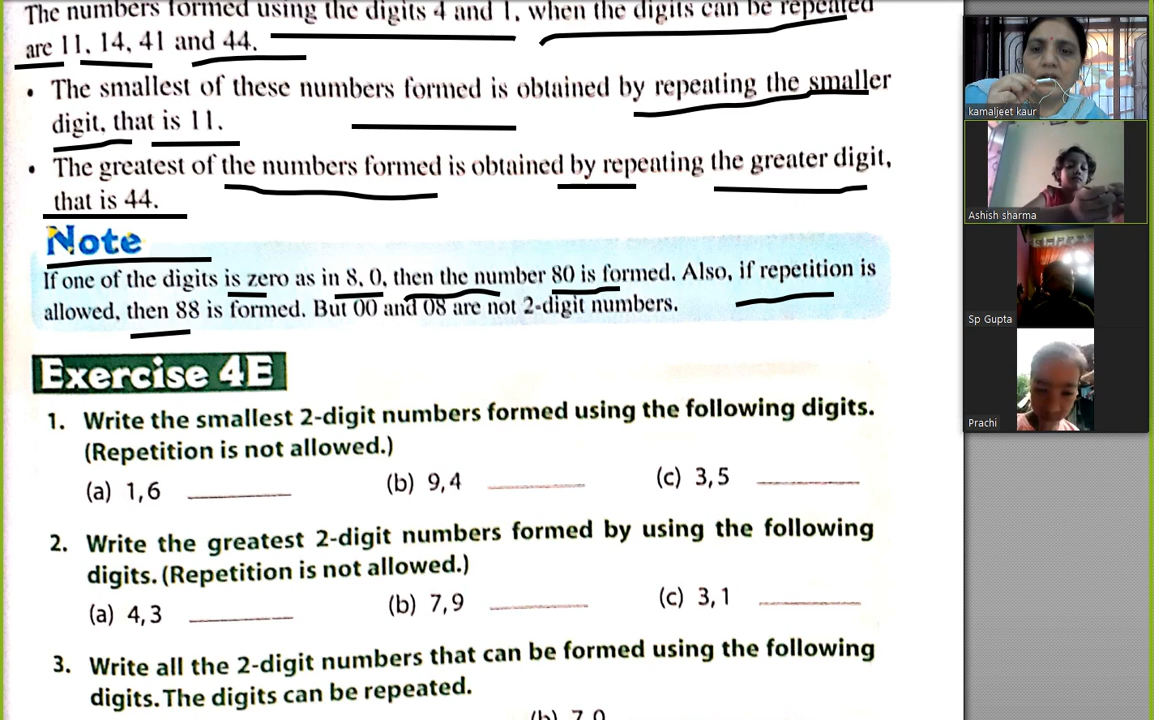 The numbers formed using the digits 4 and 1, when the digits can be repeated
are 11, 14, 41 and 44.
• The smallest of these numbers formed is obtained by repeating the smaller
digit, that is 11.
• The greatest of the numbers formed is obtained by repeating the greater digit,
that is 44.
Note
If one of the digits is zero as in 8, 0, then the number 80 is formed. Also, if repetition is
allowed, then 88 is formed. But 00 and 08 are not 2-digit numbers.
Exercise 4E
1. Write the smallest 2-digit numbers formed using the following digits.
(Repetition is not allowed.)
(a) 1,6 (b) 9,4 (c) 3,5
2. Write the greatest 2-digit numbers formed by using the following
digits. (Repetition is not allowed.)
(a) 4,3 (b) 7,9 (c) 3,1
3. Write all the 2-digit numbers that can be formed using the following
digits. The digits can be repeated.
(b) 7,0
kamaljeet kaur
Ashish sharma
Sp Gupta
Prachi